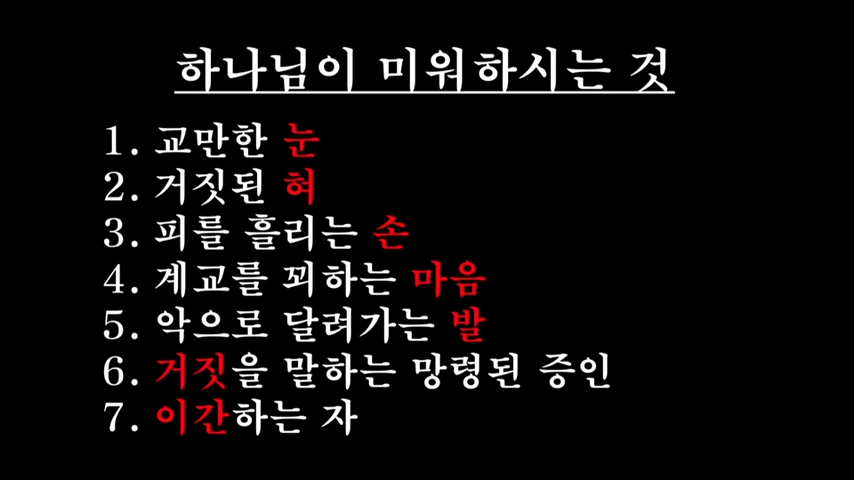 하나님이 미워하시는 것
1. 교만한 눈
2. 거짓된 혀
3. 피를 흘리는 손
4. 계교를 꾀하는 마음
5. 악으로 달려가는 발
6. 거짓을 말하는 망령된 증인
7. 이간하는 자